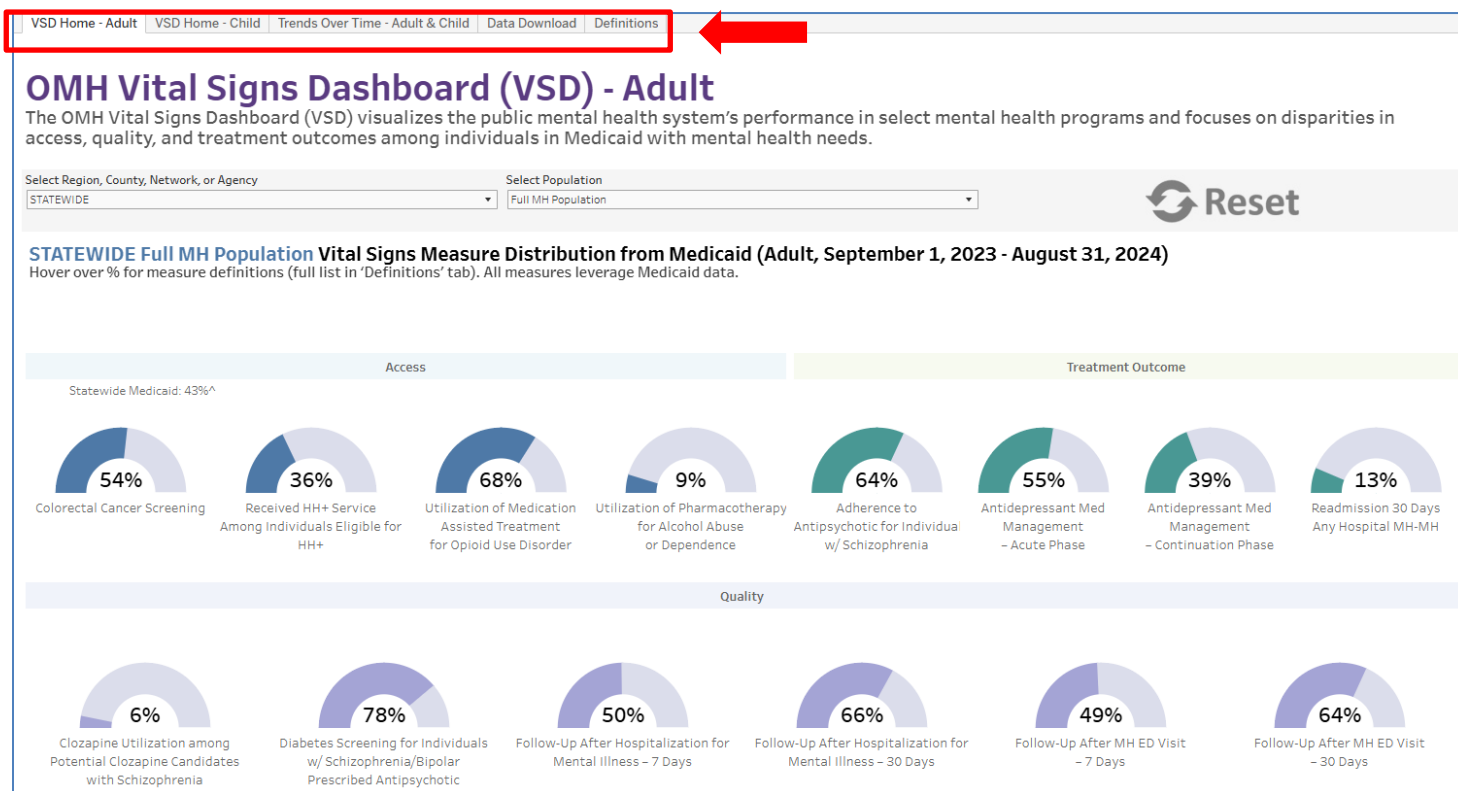 VSD Home - Adult VSD Home - Child Trends Over Time - Adult & Child Data Download Definitions
OMH Vital Signs Dashboard (VSD) - Adult
The OMH Vital Signs Dashboard (VSD) visualizes the public mental health system's performance in select mental health programs and focuses on disparities in
access, quality, and treatment outcomes among individuals in Medicaid with mental health needs.
Select Region, County, Network, or Agency
STATEWIDE
Select Population
Full MH Population
Reset
STATEWIDE Full MH Population Vital Signs Measure Distribution from Medicaid (Adult, September 1, 2023 - August 31, 2024)
Hover over % for measure definitions (full list in 'Definitions' tab). All measures leverage Medicaid data.
Access
Statewide Medicaid: 43%^
54%
Colorectal Cancer Screening
36%
Received HH+ Service
Among Individuals Eligible for
HH+
68%
Utilization of Medication
Assisted Treatment
for Opioid Use Disorder
9%
Utilization of Pharmacotherapy
for Alcohol Abuse
or Dependence
Treatment Outcome
64%
Adherence to
Antipsychotic for Individual
w/ Schizophrenia
55%
Antidepressant Med
Management
– Acute Phase
39%
Antidepressant Med
Management
– Continuation Phase
13%
Readmission 30 Days
Any Hospital MH-MH
Quality
6%
Clozapine Utilization among
Potential Clozapine Candidates
with Schizophrenia
78%
Diabetes Screening for Individuals
w/ Schizophrenia/Bipolar
Prescribed Antipsychotic
50%
Follow-Up After Hospitalization for
Mental Illness – 7 Days
66%
Follow-Up After Hospitalization for
Mental Illness – 30 Days
49%
Follow-Up After MH ED Visit
– 7 Days
64%
Follow-Up After MH ED Visit
– 30 Days